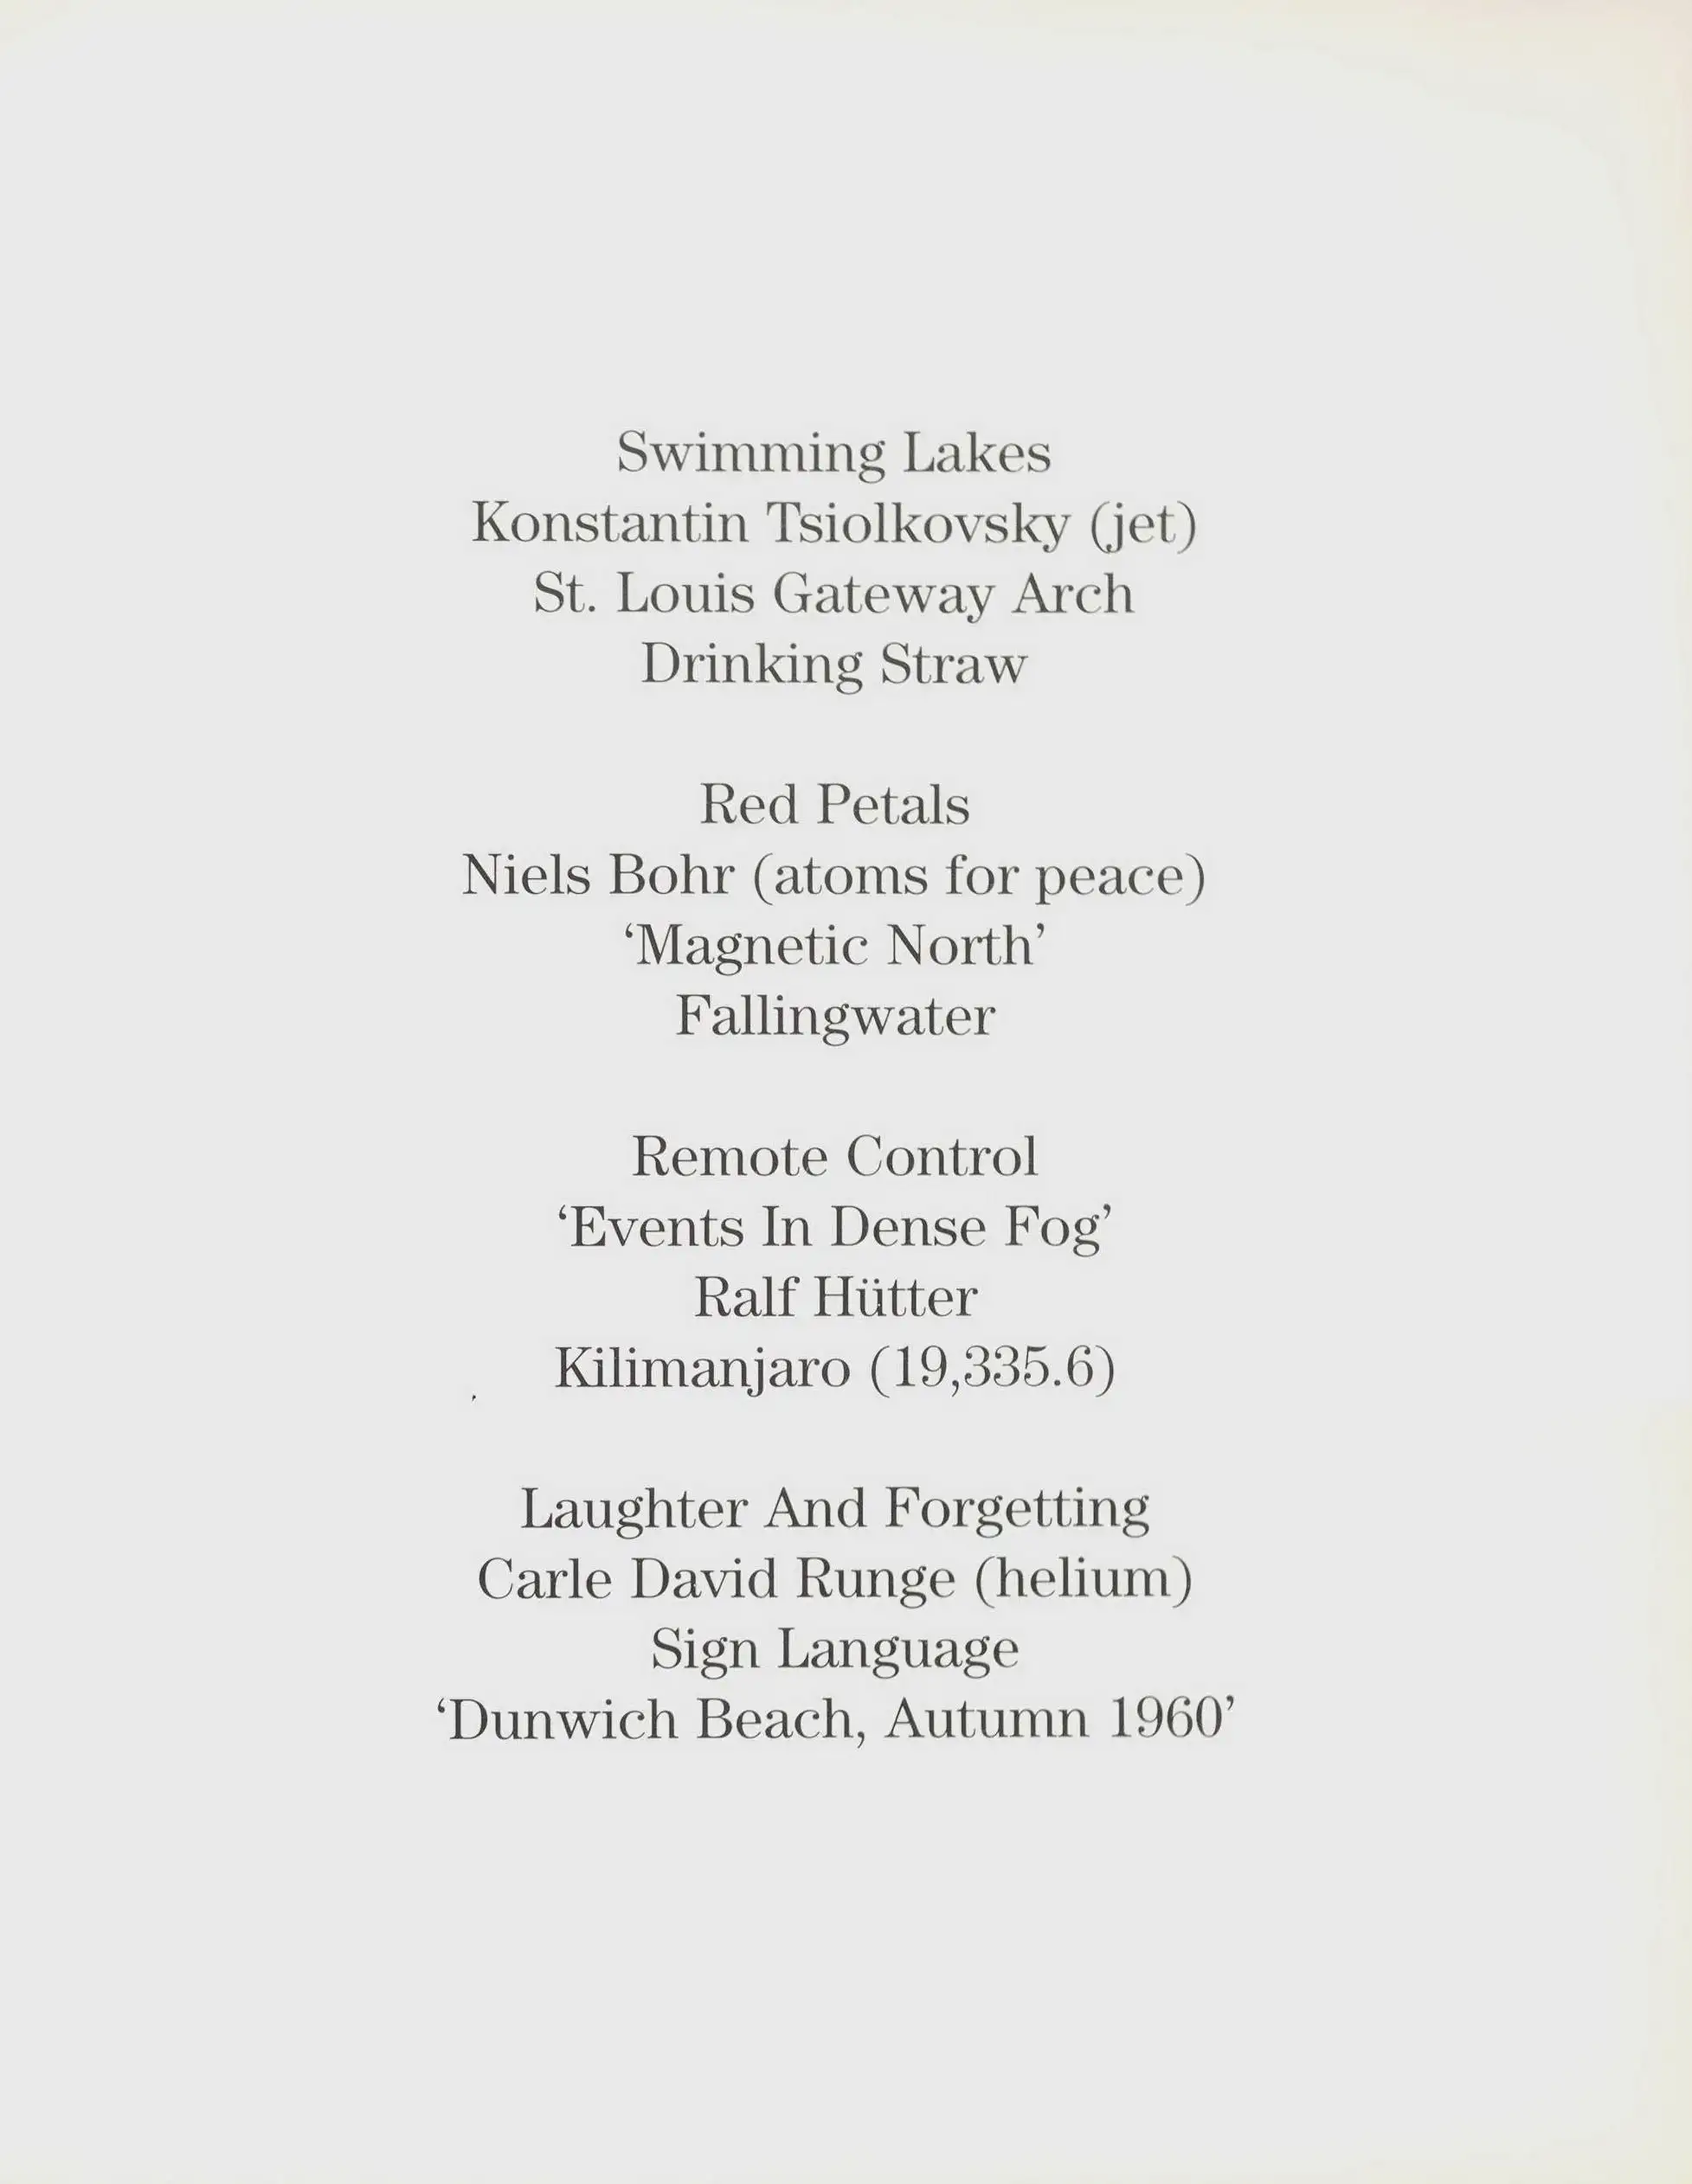 Swimming Lakes
Konstantin Tsiolkovsky (jet)
St. Louis Gateway Arch
Drinking Straw
Red Petals
Niels Bohr (atoms for peace)
‘Magnetic North’
Fallingwater
Remote Control
‘Events In Dense Fog’
Ralf Hütter
Kilimanjaro (19,335.6)
Laughter And Forgetting
Carle David Runge (helium)
Sign Language
‘Dunwich Beach, Autumn 1960’